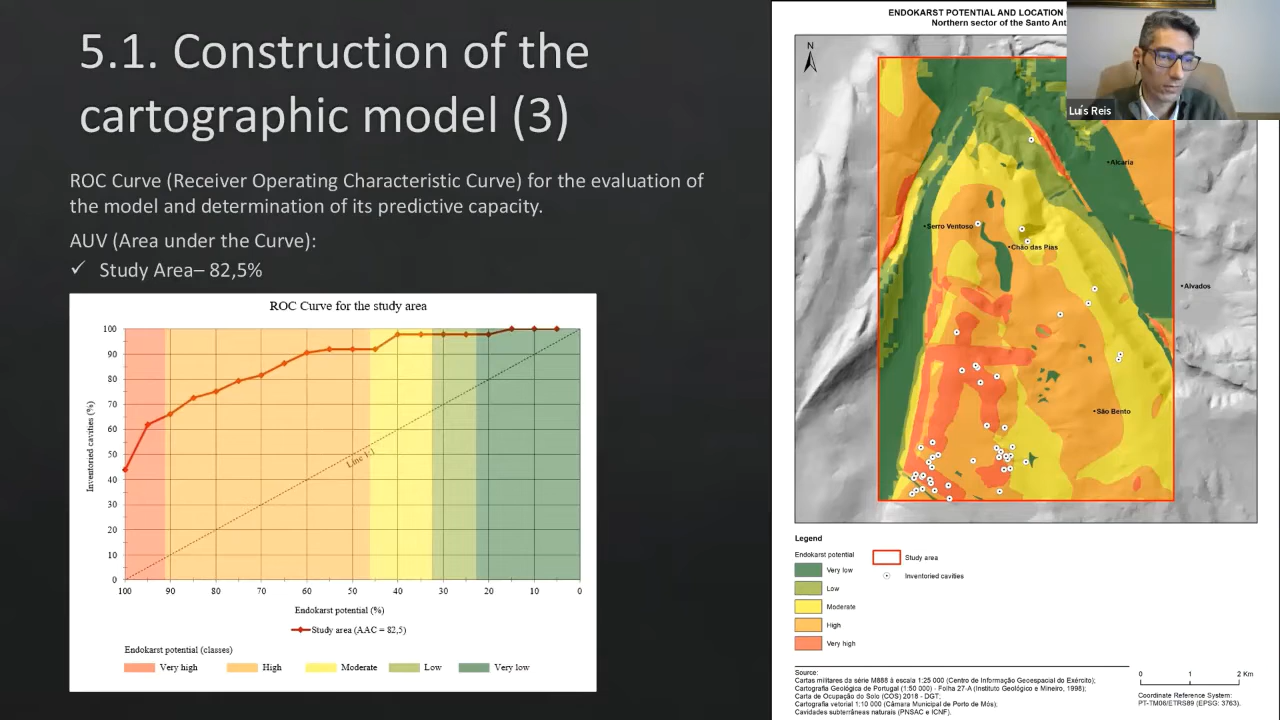 5.1. Construction of the
cartographic model (3)
ROC Curve (Receiver Operating Characteristic Curve) for the evaluation of
the model and determination of its predictive capacity.
AUV (Area under the Curve):
✓ Study Area– 82,5%
ROC Curve for the study area
Inventoried cavities (%)
100
90
80
70
60
50
40
30
20
10
0
Line 1:1
100 90 80 70 60 50 40 30 20 10 0
Endokarst potential (%)
Study area (AAC = 82,5)
Endokarst potential (classes)
Very high High Moderate Low Very low
ENDOKARST POTENTIAL AND LOCATION
Northern sector of the Santo Ant
N
Luís Reis
Alcaria
Serro Ventoso
Chão das Pias
Alvados
São Bento
Legend
Endokarst potential
Very low
Low
Moderate
High
Very high
Study area
Inventoried cavities
Source:
Cartas militares da série M888 à escala 1:25 000 (Centro de Informação Geoespacial do Exército);
Cartografia Geológica de Portugal (1:50 000) - Folha 27-A (Instituto Geológico e Mineiro, 1998);
Carta de Ocupação do Solo (COS) 2018 - DGT;
Cartografia vetorial 1:10 000 (Câmara Municipal de Porto de Mós);
Cavidades subterrâneas naturais (PNSAC e ICNF).
0 1 2 Km
Coordinate Reference System:
PT-TM06/ETRS89 (EPSG: 3763).